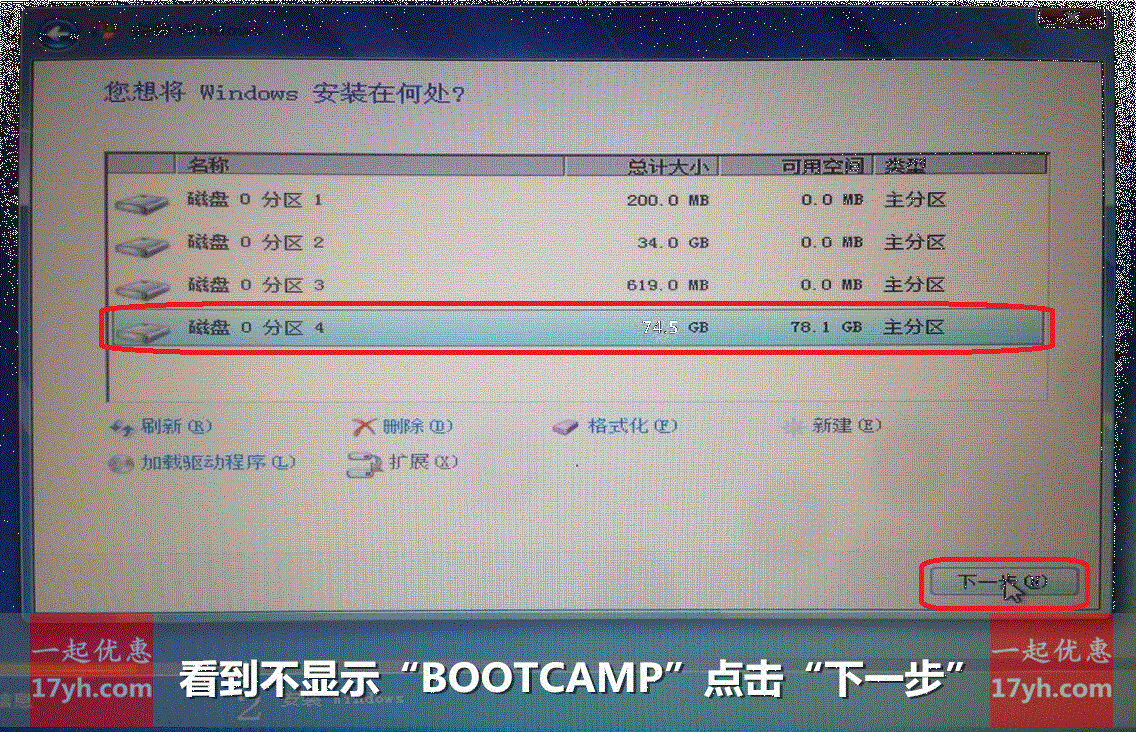 您想将 Windows 安装在何处?
名称 总计大小 可用空间 类型
磁盘 0 分区 1 200.0 MB 0.0 MB 主分区
磁盘 0 分区 2 34.0 GB 0.0 MB 主分区
磁盘 0 分区 3 619.0 MB 0.0 MB 主分区
磁盘 0 分区 4 74.5 GB 78.1 GB 主分区
刷新(R) 删除(D) 格式化(F) 新建(E)
加载驱动程序(L) 扩展(X)
下一步(N)
一起优惠
17yh.com
看到不显示“BOOTCAMP”点击“下一步”
一起优惠
17yh.com
2 安装 Windows